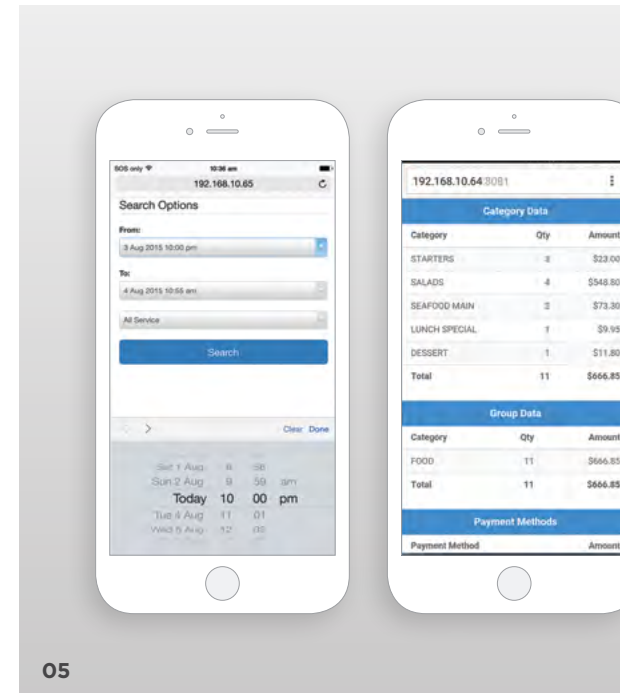 SOS only 10:36 am
192.168.10.65
Search Options
From:
3 Aug 2015 10:00 pm
To:
4 Aug 2015 10:55 am
All Service
Search
Clear Done
Sat 1 Aug 8 58
Sun 2 Aug 9 59 am
Today 10 00 pm
Tue 4 Aug 11 01
Wed 5 Aug 12 02
192.168.10.64:8081
Category Data
Category Qty Amount
STARTERS 3 $23.00
SALADS 4 $548.80
SEAFOOD MAIN 2 $73.30
LUNCH SPECIAL 1 $9.95
DESSERT 1 $11.80
Total 11 $666.85
Group Data
Category Qty Amount
FOOD 11 $666.85
Total 11 $666.85
Payment Methods
Payment Method Amount
05